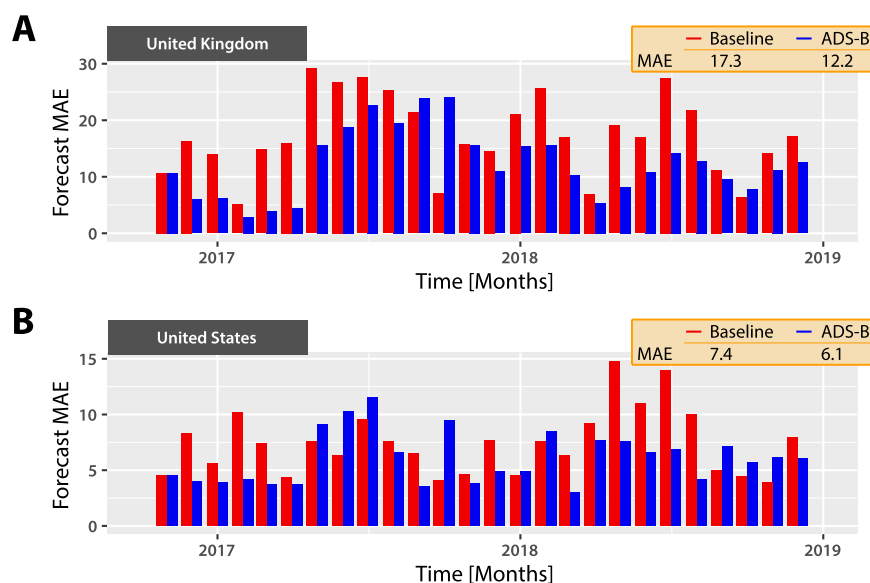 A
United Kingdom
Baseline ADS-B
MAE 17.3 12.2
Forecast MAE
30
20
10
0
2017 2018 2019
Time [Months]
B
United States
Baseline ADS-B
MAE 7.4 6.1
Forecast MAE
15
10
5
0
2017 2018 2019
Time [Months]